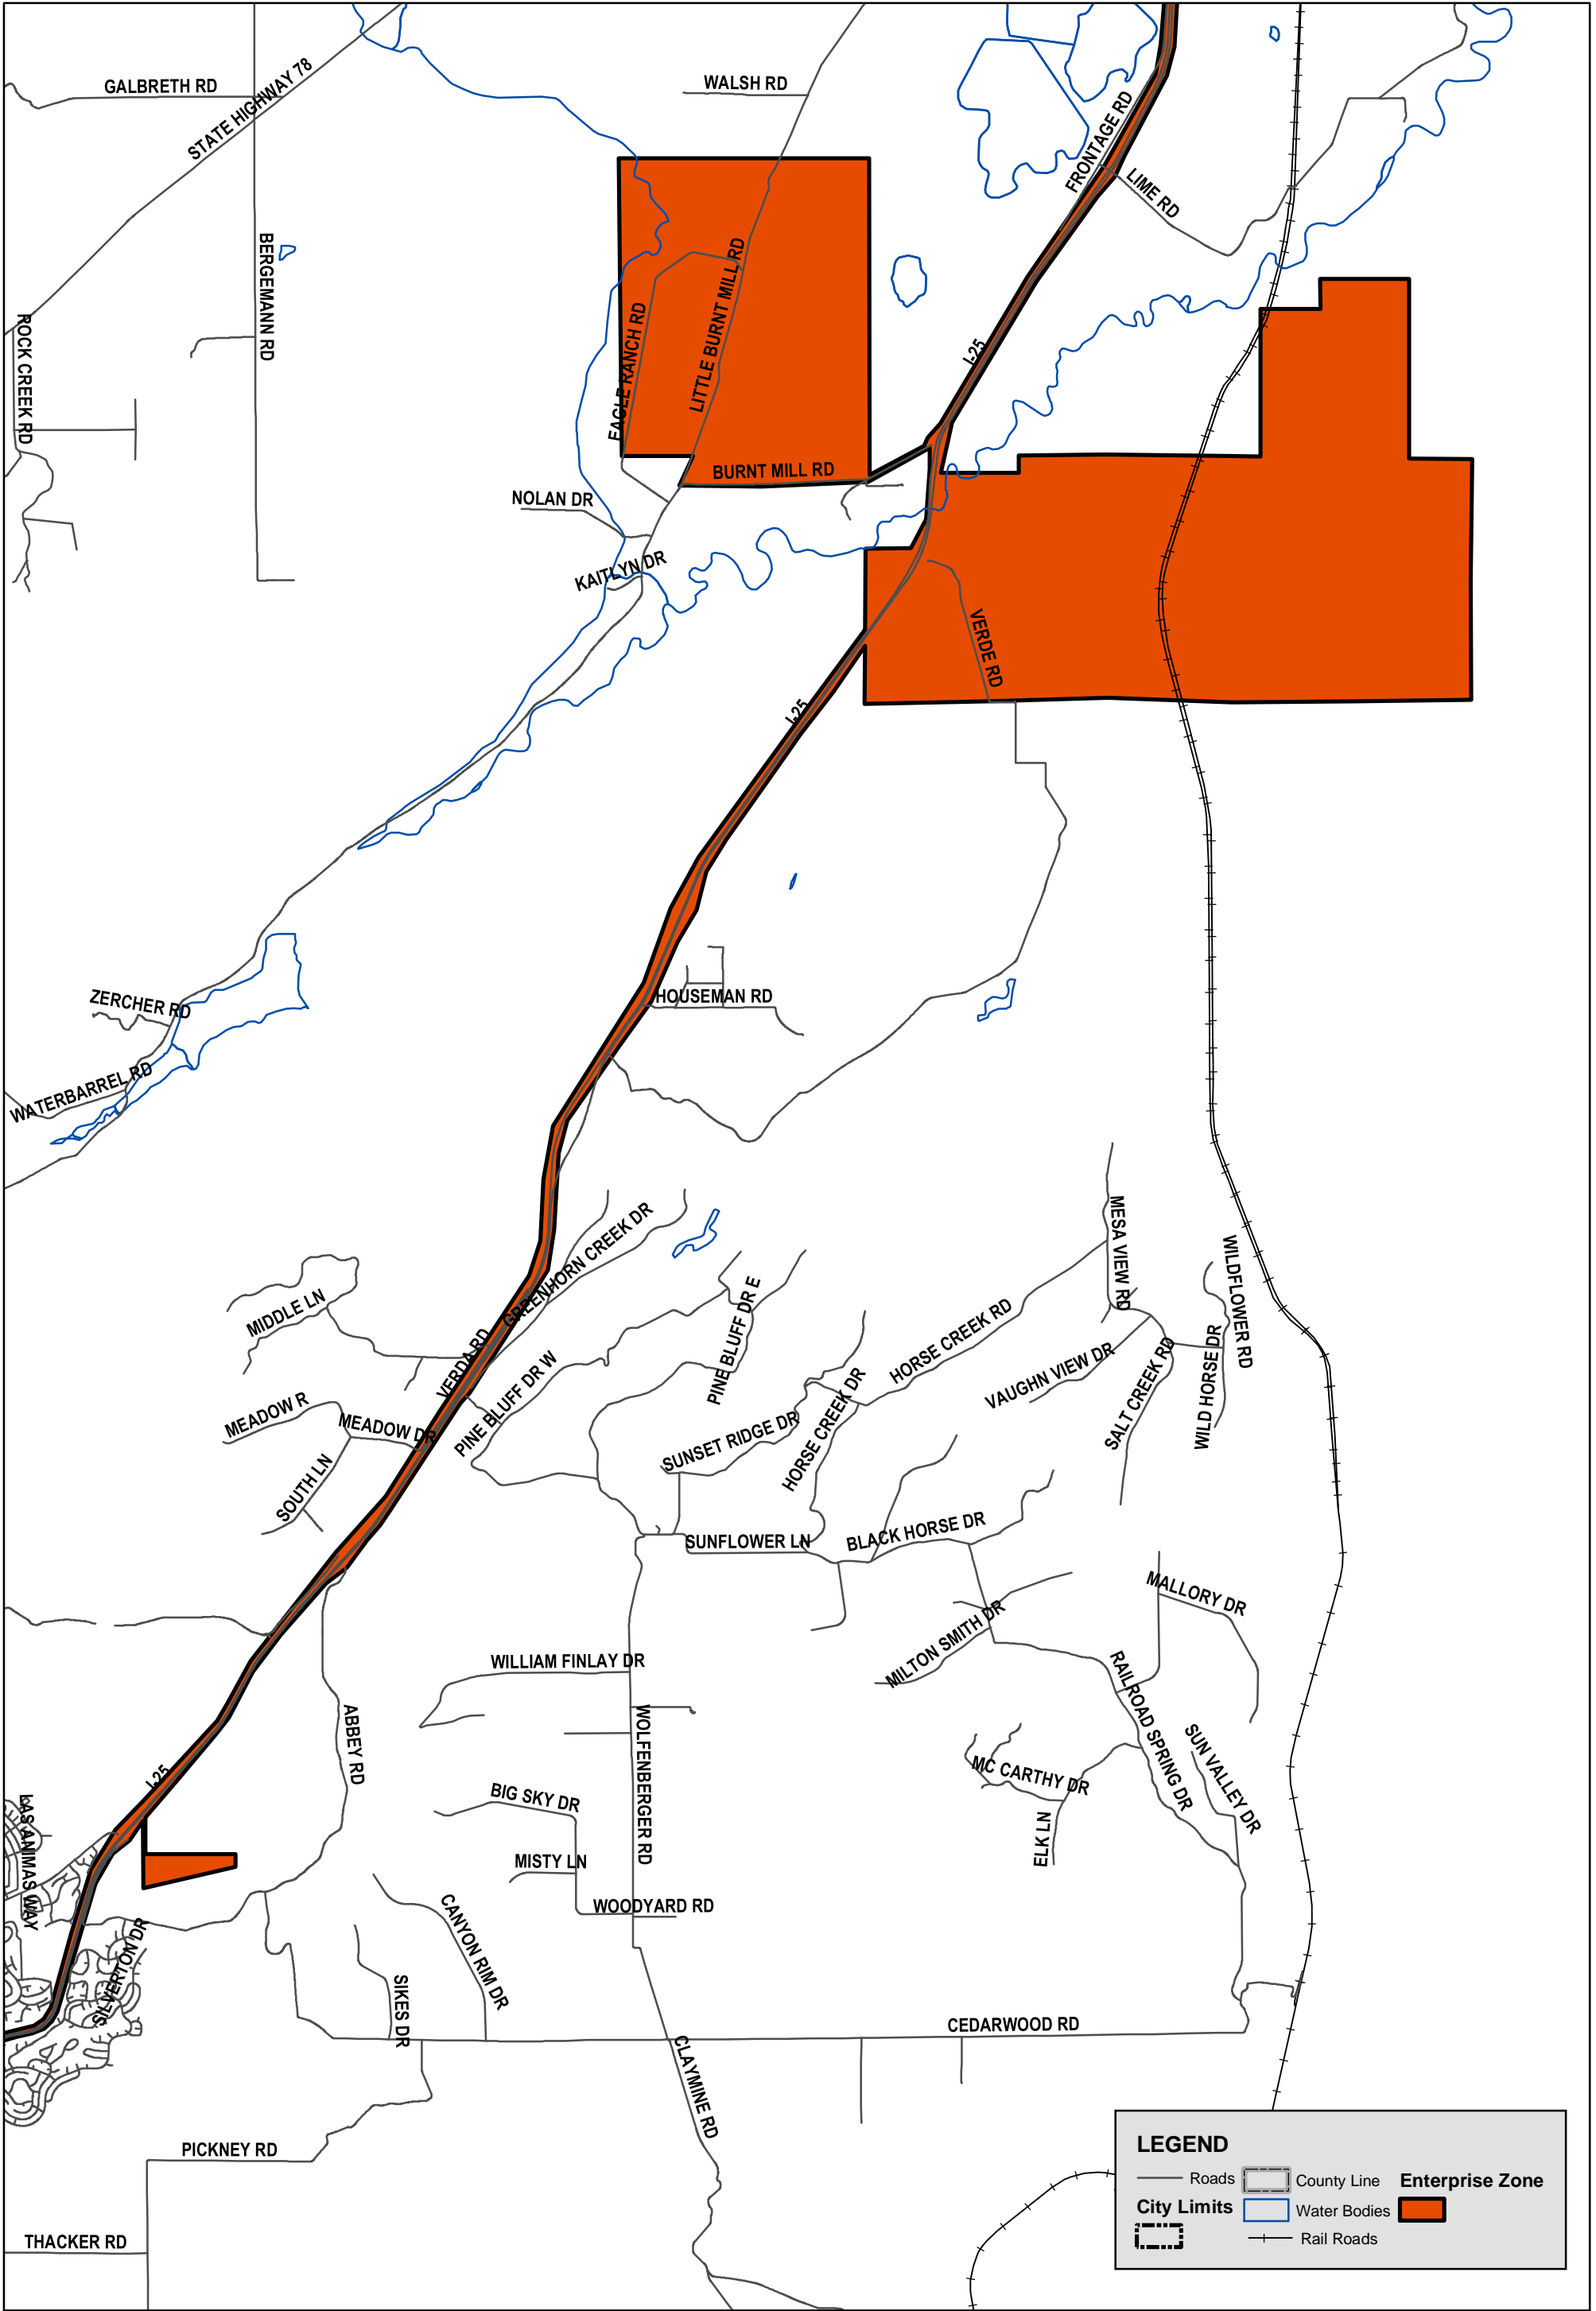 GALBRETH RD
STATE HIGHWAY 78
WALSH RD
FRONTAGE RD
LIME RD
BERGEMANN RD
ROCK CREEK RD
EAGLE RANCH RD
LITTLE BURNT MILL RD
I-25
BURNT MILL RD
NOLAN DR
KAITLYN DR
VERDE RD
I-25
HOUSEMAN RD
ZERCHER RD
WATERBARREL RD
GREENHORN CREEK DR
MESA VIEW RD
WILDFLOWER RD
MIDDLE LN
VERDA RD
PINE BLUFF DR E
HORSE CREEK RD
VAUGHN VIEW DR
SALT CREEK RD
WILD HORSE DR
MEADOW R
MEADOW DR
PINE BLUFF DR W
SUNSET RIDGE DR
HORSE CREEK DR
SOUTH LN
SUNFLOWER LN
BLACK HORSE DR
MALLORY DR
MILTON SMITH DR
WILLIAM FINLAY DR
RAILROAD SPRING DR
ABBEY RD
WOLFENBERGER RD
SUN VALLEY DR
I-25
MC CARTHY DR
BIG SKY DR
LAS ANIMAS WAY
ELK LN
MISTY LN
WOODYARD RD
CANYON RIM DR
SILVERTON DR
SIKES DR
CEDARWOOD RD
CLAYMINE RD
PICKNEY RD
THACKER RD
LEGEND
Roads
County Line
Enterprise Zone
City Limits
Water Bodies
Rail Roads